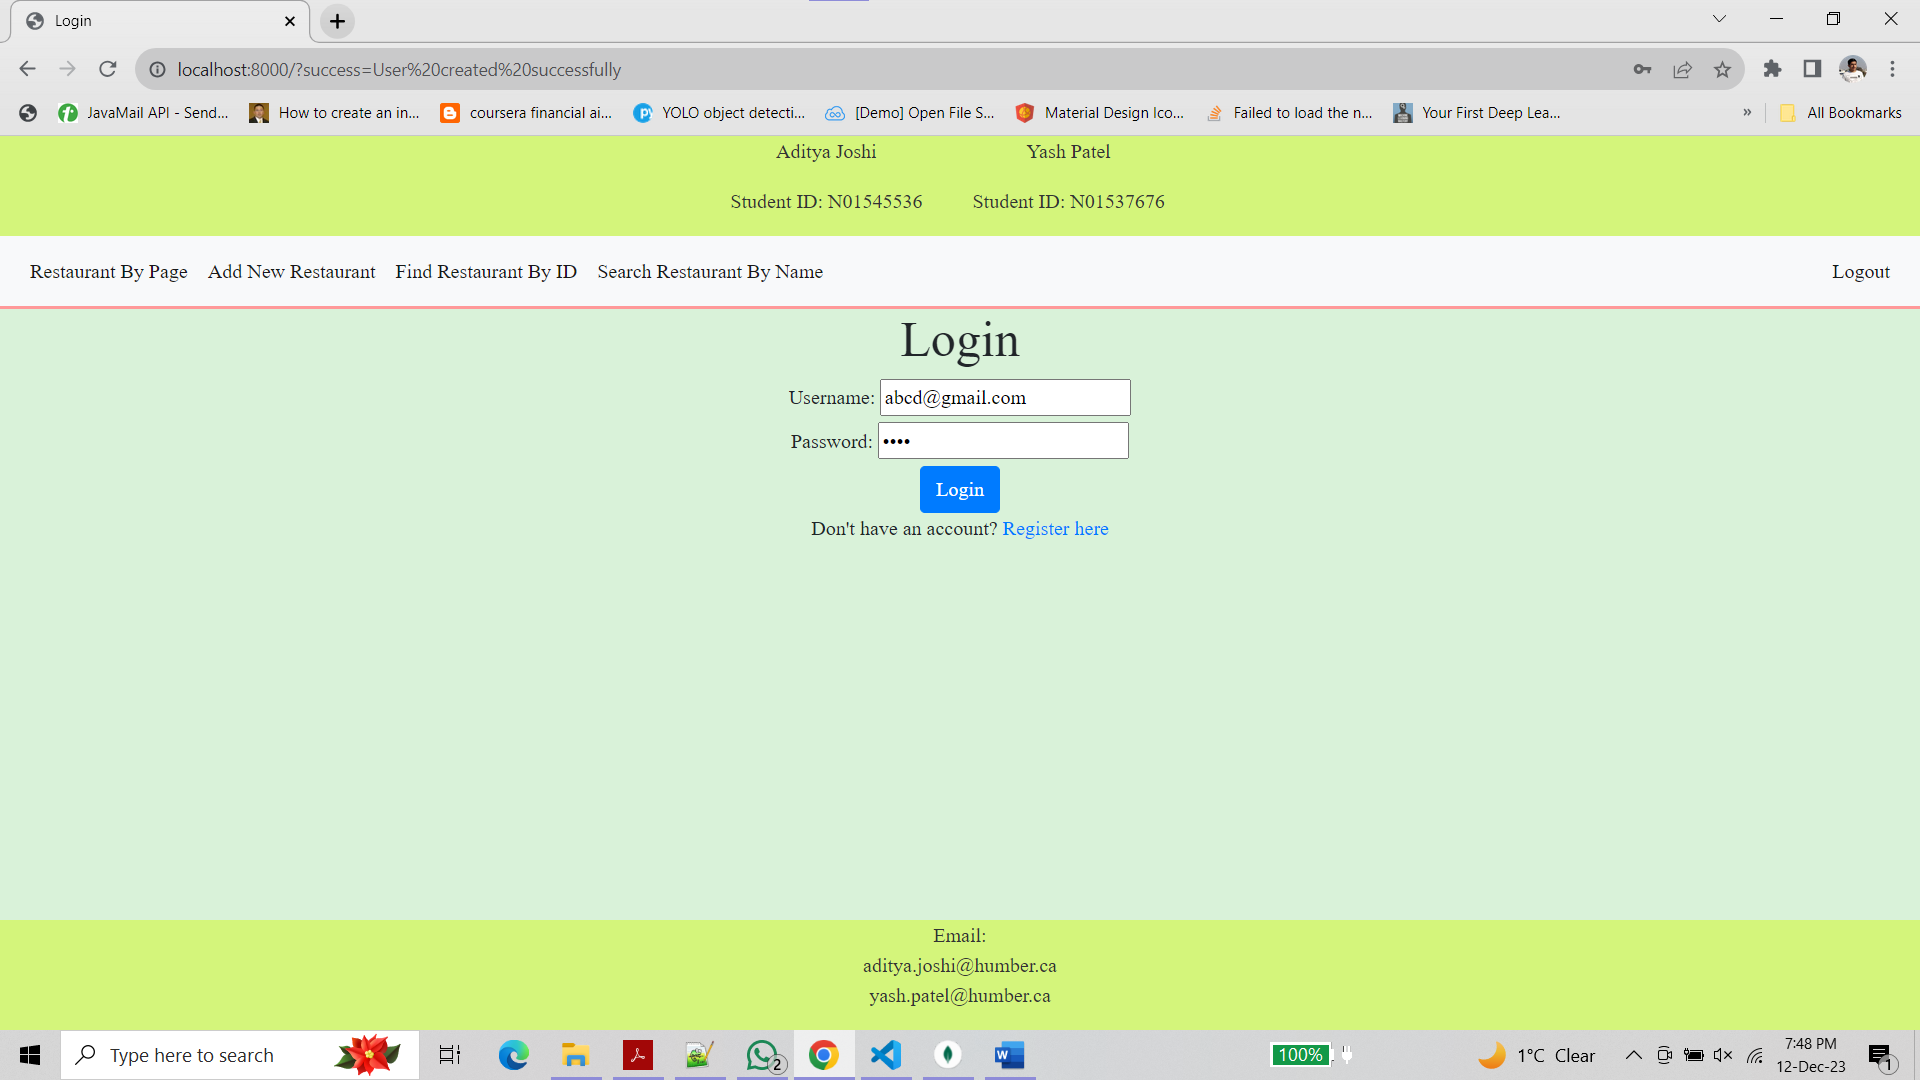 Login
localhost:8000/?success=User%20created%20successfully
JavaMail API - Send... How to create an in... coursera financial ai... YOLO object detecti... [Demo] Open File S... Material Design Ico... Failed to load the n... Your First Deep Lea... » All Bookmarks
Aditya Joshi Yash Patel
Student ID: N01545536 Student ID: N01537676
Restaurant By Page Add New Restaurant Find Restaurant By ID Search Restaurant By Name Logout
Login
Username: abcd@gmail.com
Password: ••••
Login
Don't have an account? Register here
Email:
aditya.joshi@humber.ca
yash.patel@humber.ca
Type here to search 2 100% 1°C Clear 7:48 PM
12-Dec-23 1